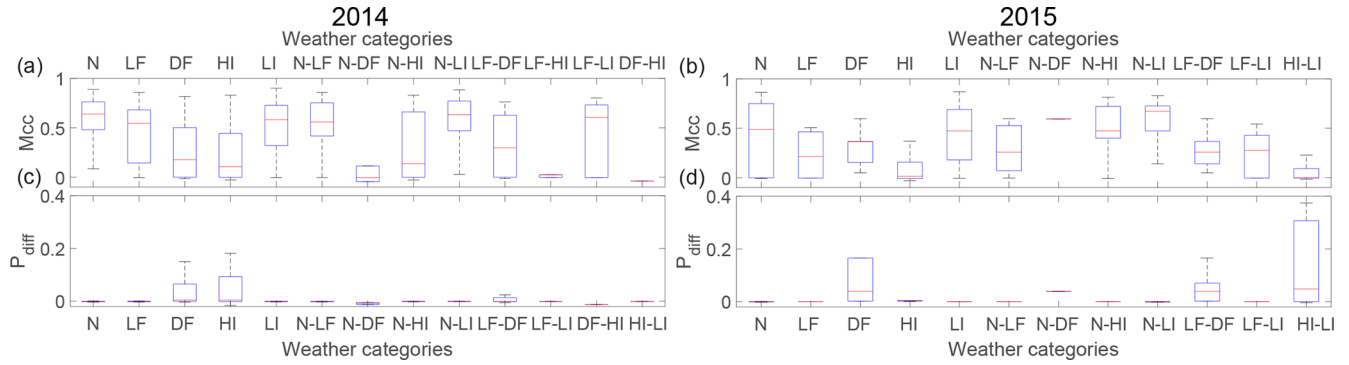 2014
Weather categories
N LF DF HI LI N-LF N-DF N-HI N-LI LF-DF LF-HI LF-LI DF-HI
(a)
1
0.5
0
Mcc
(c)
0.4
0.2
0
P_diff
N LF DF HI LI N-LF N-DF N-HI N-LI LF-DF LF-LI DF-HI HI-LI
Weather categories
2015
Weather categories
N LF DF HI LI N-LF N-DF N-HI N-LI LF-DF LF-LI HI-LI
(b)
1
0.5
0
Mcc
(d)
0.4
0.2
0
P_diff
N LF DF HI LI N-LF N-DF N-HI N-LI LF-DF LF-LI HI-LI
Weather categories